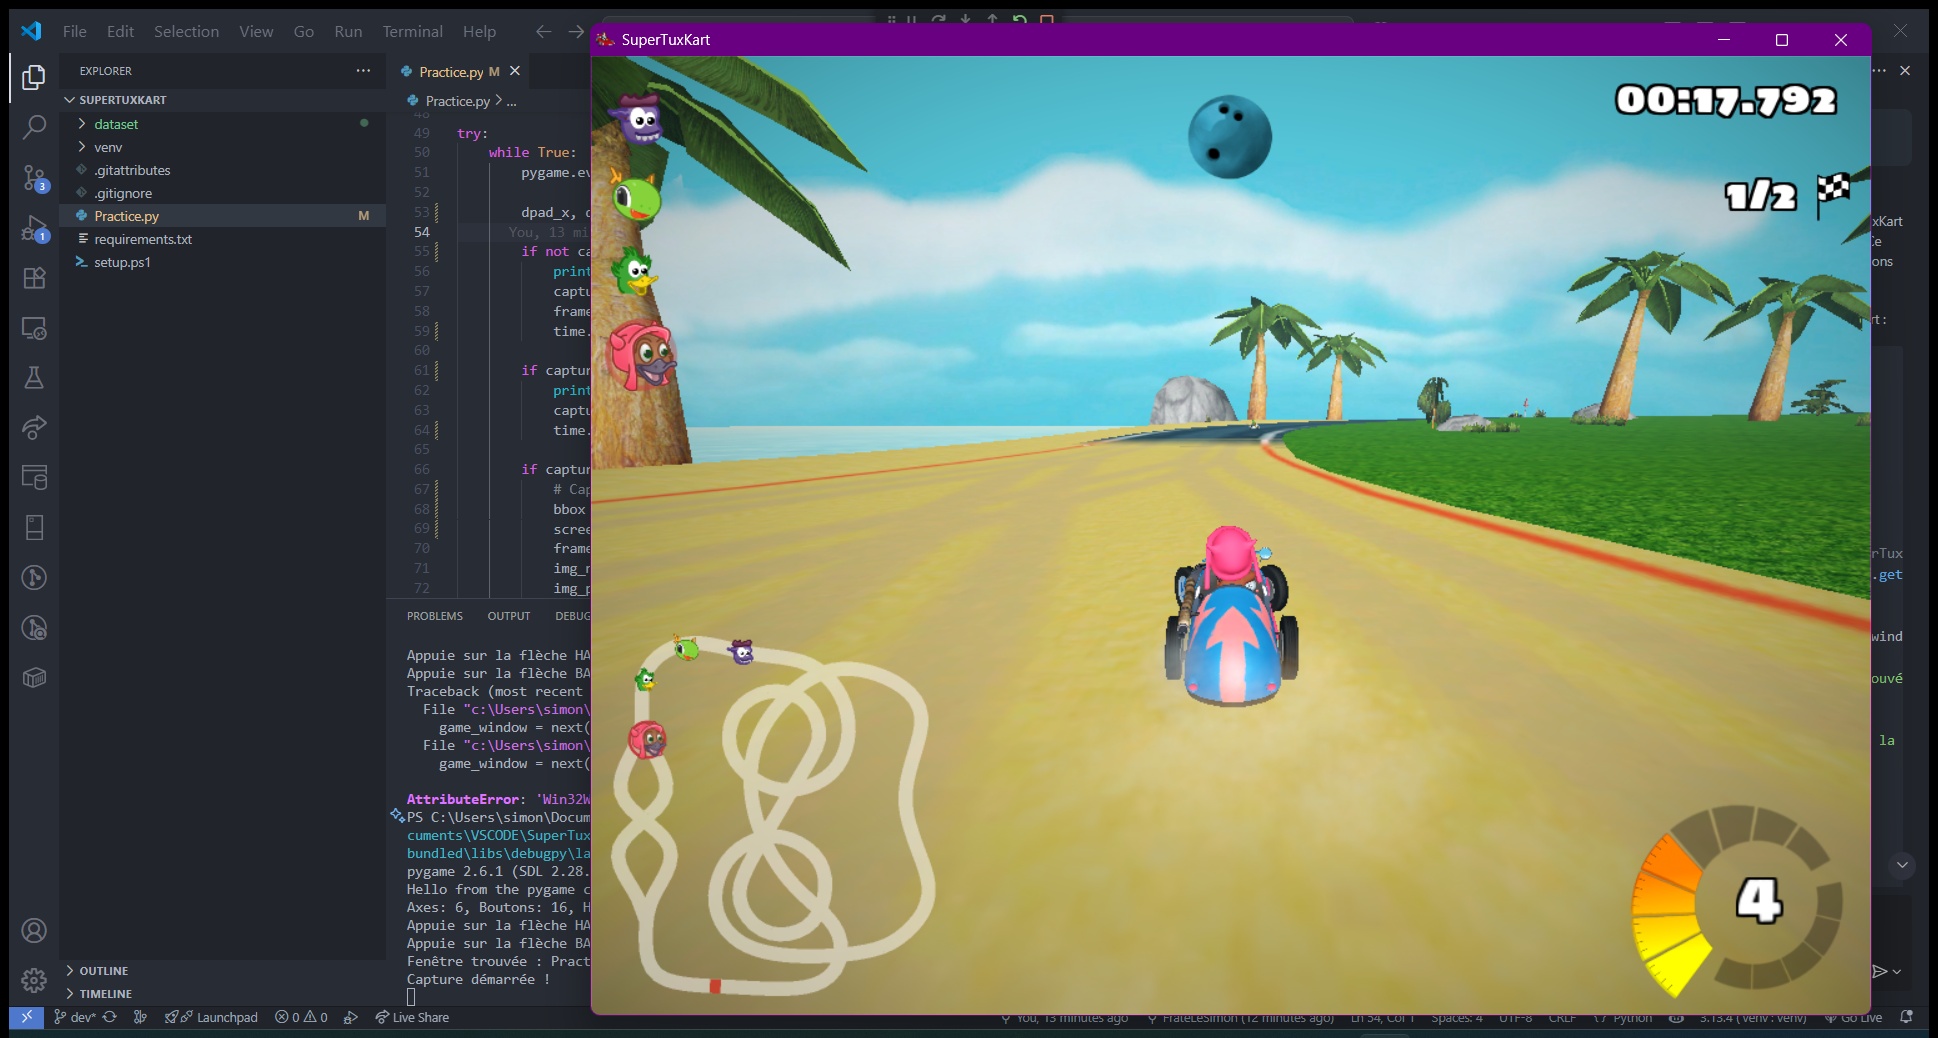 File Edit Selection View Go Run Terminal Help
SuperTuxKart
EXPLORER
SUPERTUXKART
dataset
venv
.gitattributes
.gitignore
Practice.py M
requirements.txt
setup.ps1
OUTLINE
TIMELINE
3
1
Practice.py M
Practice.py > ...
48
49 try:
50 while True:
51 pygame.ev
52
53 dpad_x,
54 You, 13 mi
55 if not ca
56 print
57 captu
58 frame
59 time.
60
61 if captur
62 print
63 captu
64 time.
65
66 if captur
67 # Cap
68 bbox
69 scree
70 frame
71 img_
72 img_p
PROBLEMS OUTPUT DEBUG
Appuie sur la flèche HA
Appuie sur la flèche BA
Traceback (most recent
File "c:\Users\simon\
game_window = next(
File "c:\Users\simon\
game_window = next(
AttributeError: 'Win32W
PS C:\Users\simon\Docum
cuments\VSCODE\SuperTux
bundled\libs\debugpy\la
pygame 2.6.1 (SDL 2.28.
Hello from the pygame c
Axes: 6, Boutons: 16, H
Appuie sur la flèche HA
Appuie sur la flèche BA
Fenêtre trouvée : Pract
Capture démarrée !
00:17.792
1/2
4
uxKart
ons
rt:
rTux
.get
wind
ouvé
la
dev* Launchpad 0 0 Live Share You, 13 minutes ago FrateLeSimon (12 minutes ago) Ln 54, Col 1 Spaces: 4 UTF-8 CRLF Python 3.13.4 (venv: venv) Go Live